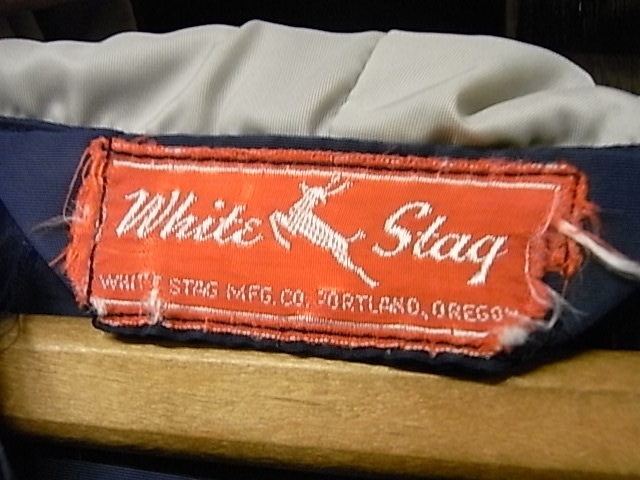 White Stag
WHITE STAG MFG. CO. PORTLAND, OREGON